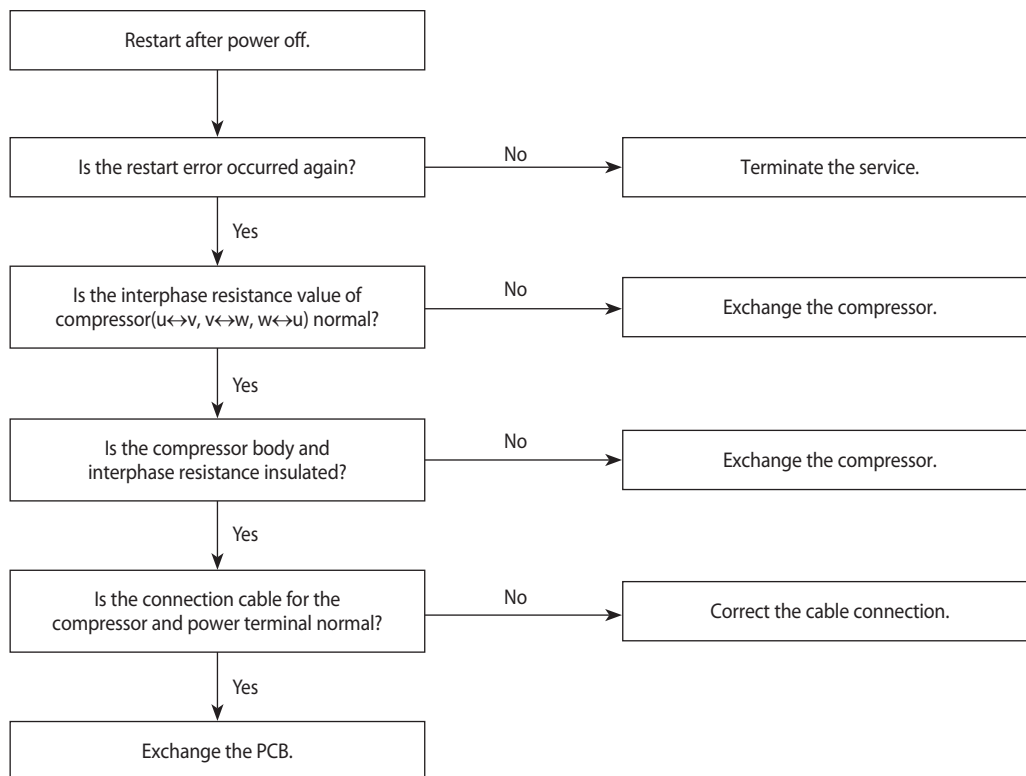 Restart after power off.
Is the restart error occurred again?
No
Terminate the service.
Yes
Is the interphase resistance value of
compressor(u↔v, v↔w, w↔u) normal?
No
Exchange the compressor.
Yes
Is the compressor body and
interphase resistance insulated?
No
Exchange the compressor.
Yes
Is the connection cable for the
compressor and power terminal normal?
No
Correct the cable connection.
Yes
Exchange the PCB.